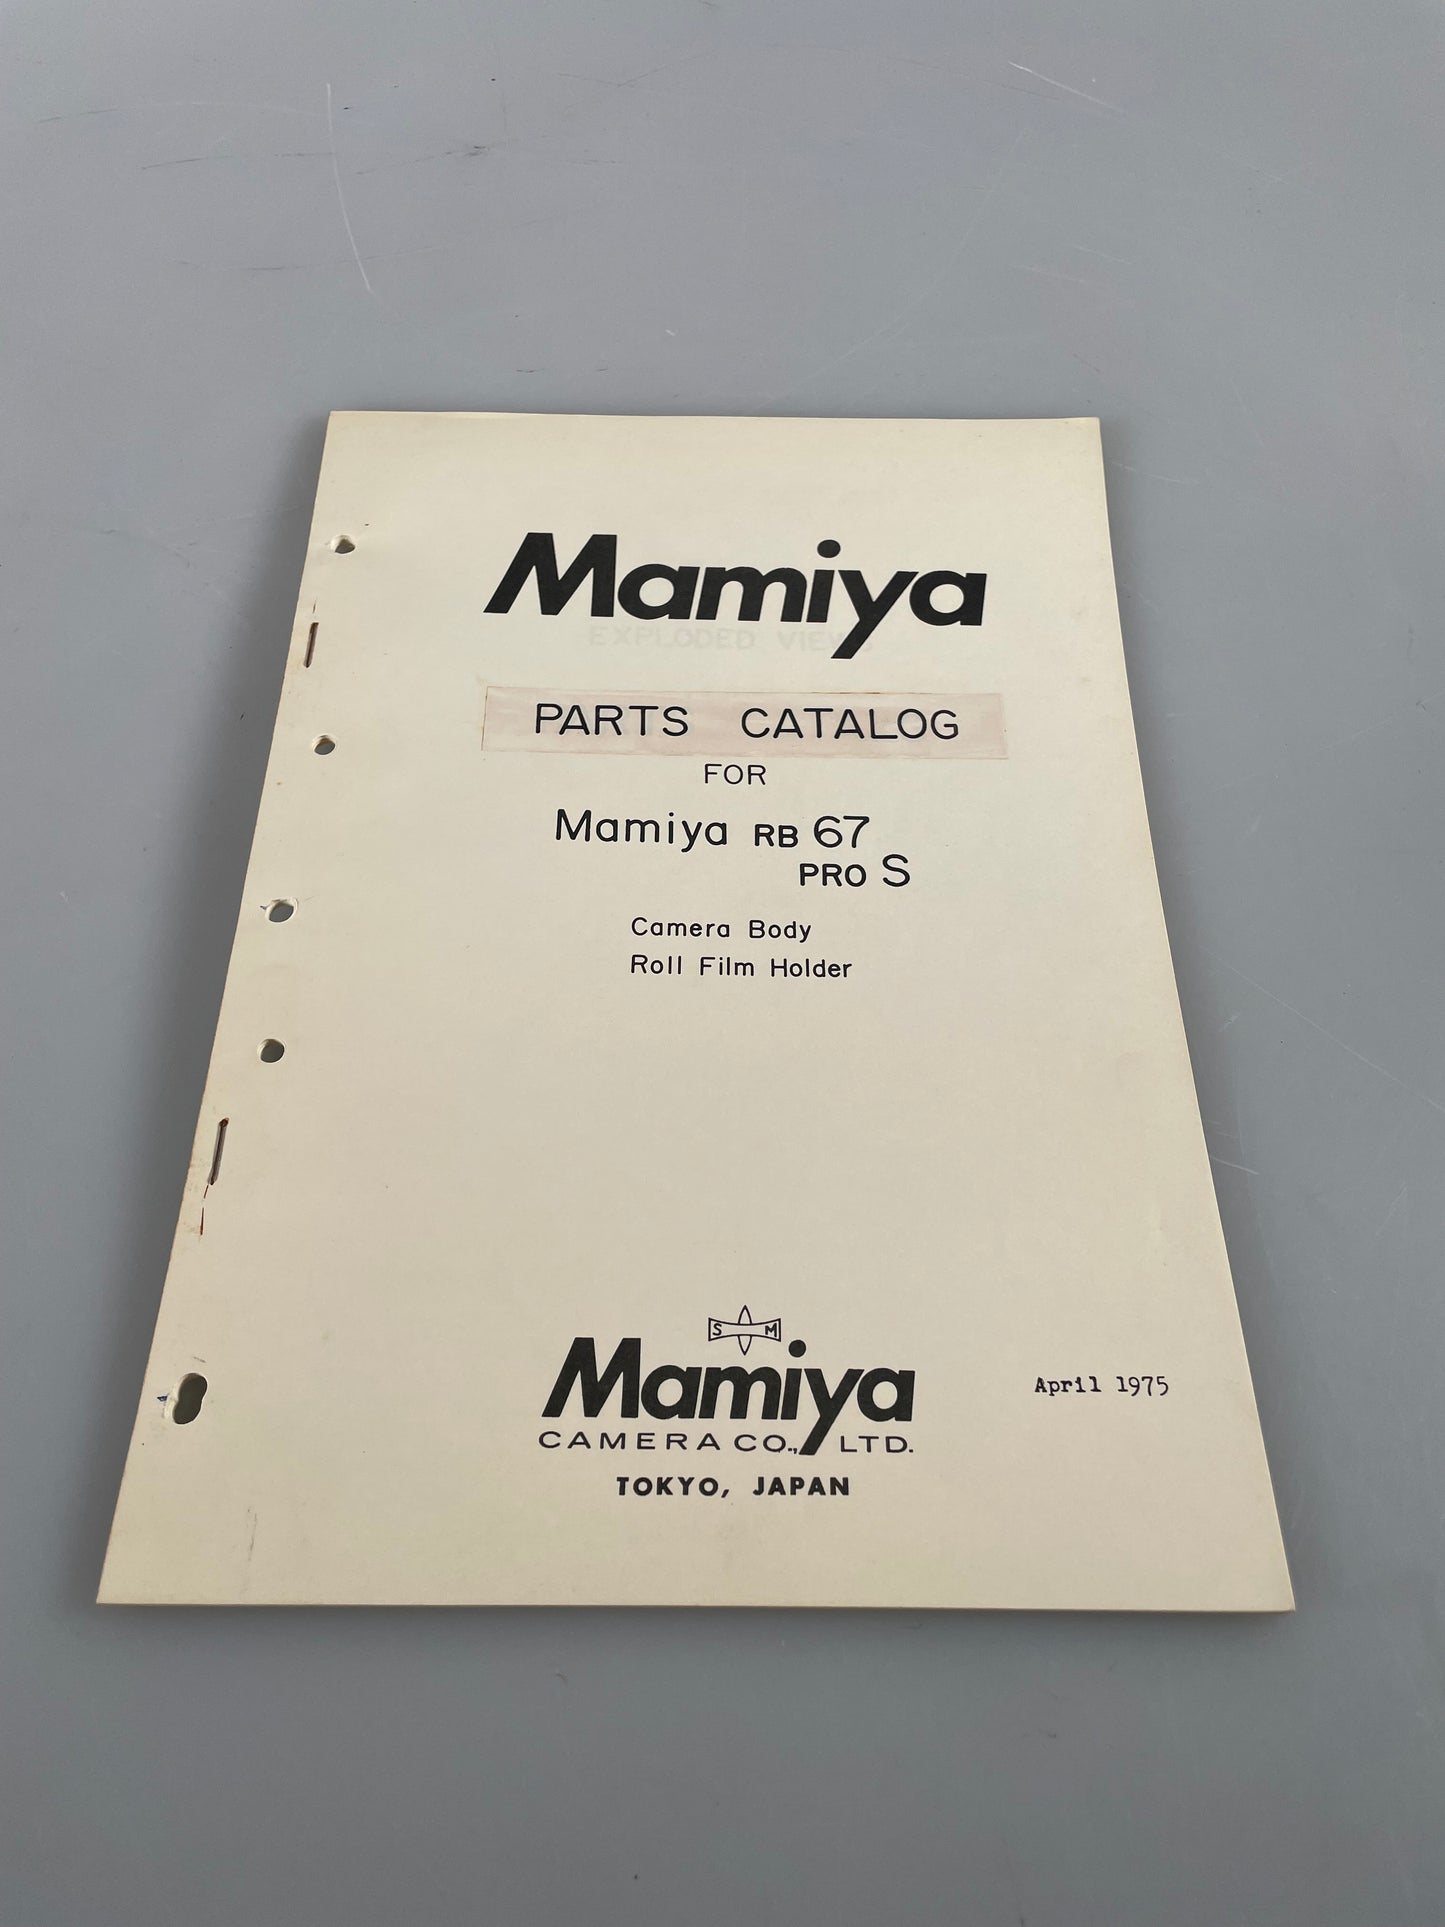 Mamiya
EXPLODED VIEWS
PARTS CATALOG
FOR
Mamiya RB 67
PRO S
Camera Body
Roll Film Holder
S M
Mamiya
CAMERA CO., LTD.
TOKYO, JAPAN
April 1975